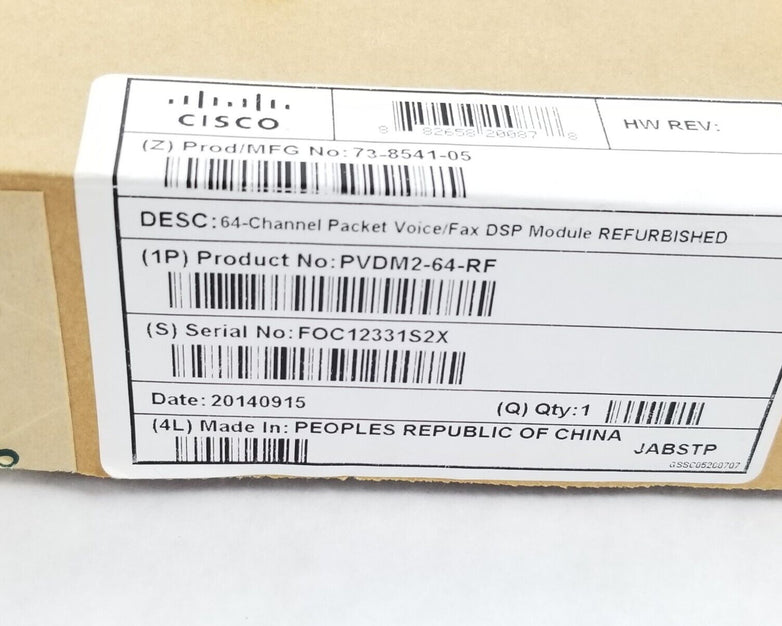 CISCO
8 82658 20087 8
HW REV:
(Z) Prod/MFG No:73-8541-05
DESC:64-Channel Packet Voice/Fax DSP Module REFURBISHED
(1P) Product No:PVDM2-64-RF
(S) Serial No:FOC12331S2X
Date: 20140915
(Q) Qty:1
(4L) Made In: PEOPLES REPUBLIC OF CHINA
JABSTP
GSSC05200707